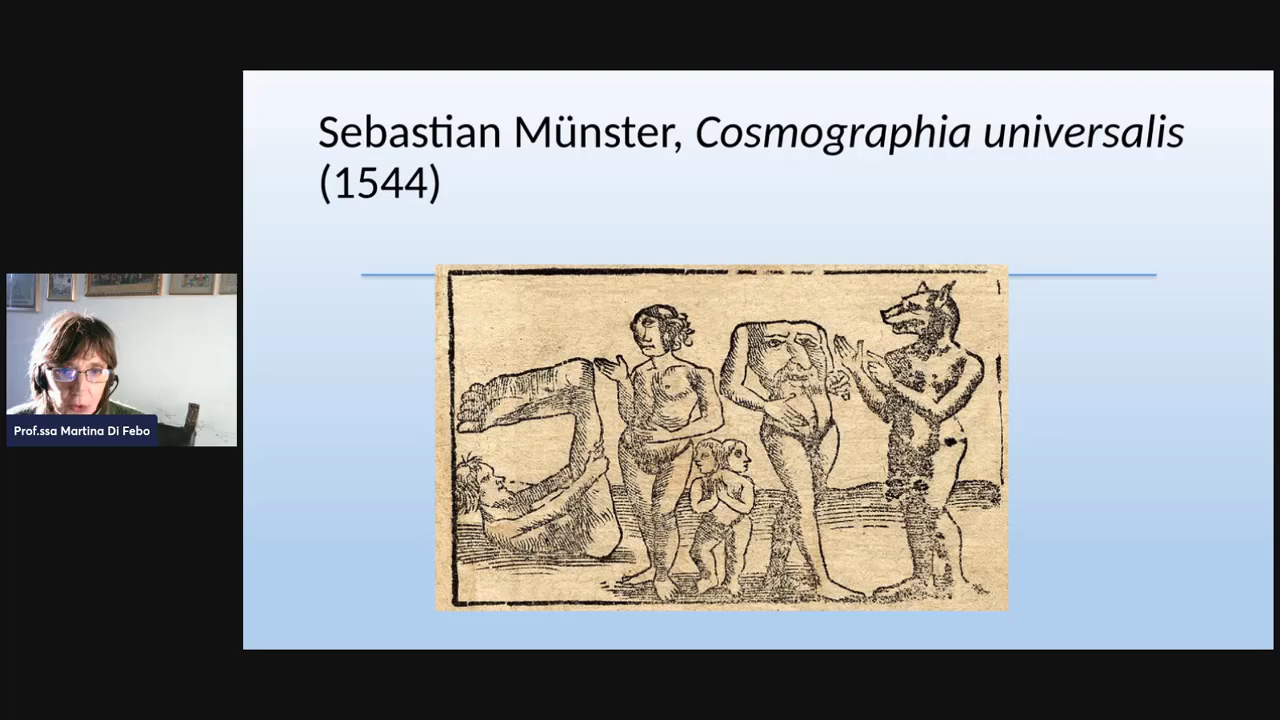 Sebastian Münster, Cosmographia universalis
(1544)
Prof.ssa Martina Di Febo